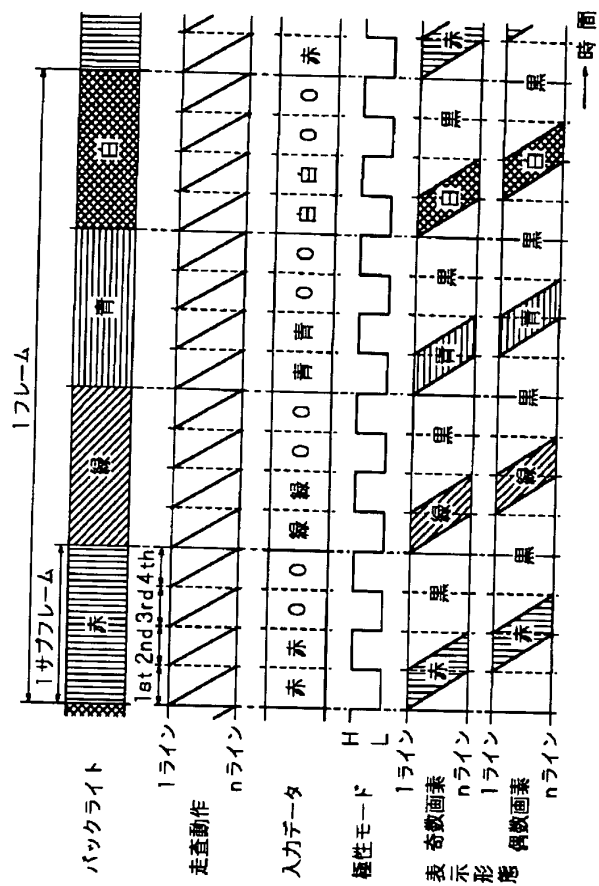 1フレーム
1サブフレーム
バックライト 赤 緑 青 白
1st 2nd 3rd 4th
1ライン
走査動作
nライン
入力データ 赤 赤 0 0 緑 緑 0 0 青 青 0 0 白 白 0 0 赤
H
極性モード
L
1ライン
奇数画素 赤 黒 緑 黒 青 黒 白 黒 赤
nライン
表示形態
1ライン
偶数画素 赤 黒 緑 黒 青 黒 白 黒
nライン
時間